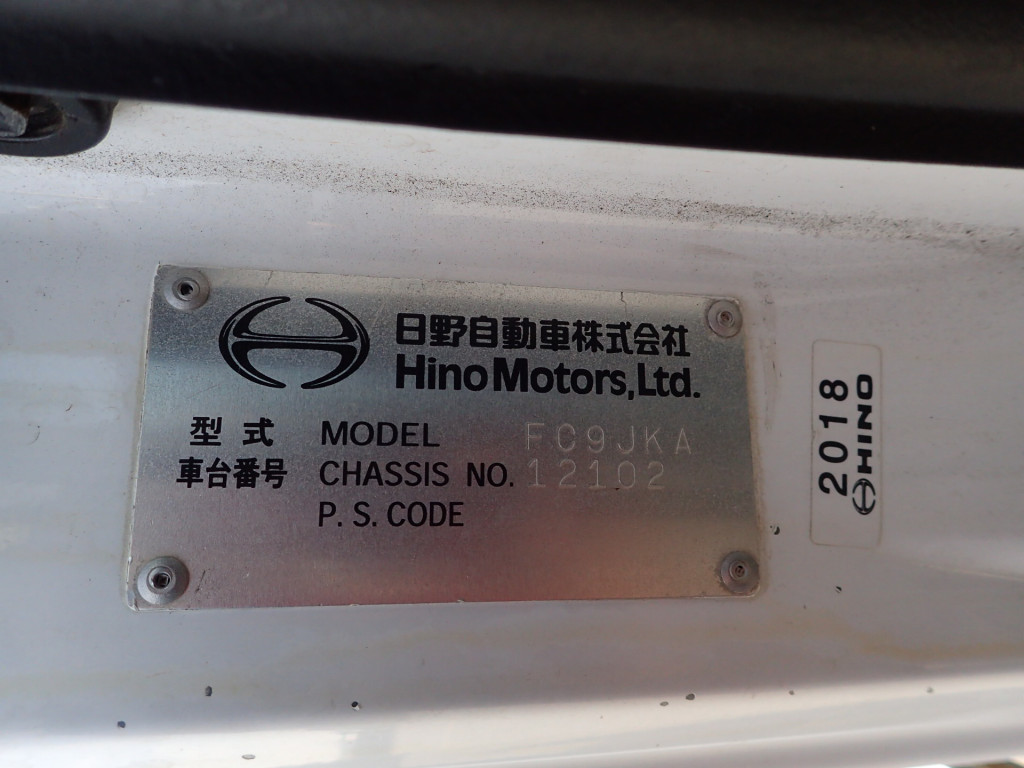 日野自動車株式会社
Hino Motors, Ltd.
型式 MODEL FC9JKA
車台番号 CHASSIS NO. 12102
P. S. CODE
2018
HINO